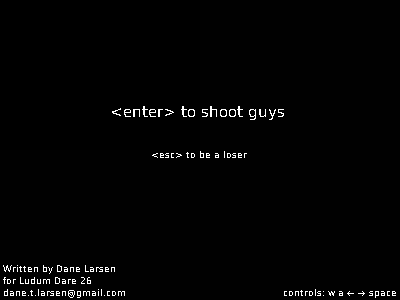 <enter> to shoot guys
<esc> to be a loser
Written by Dane Larsen
for Ludum Dare 26
dane.t.larsen@gmail.com
controls: w a ← → space